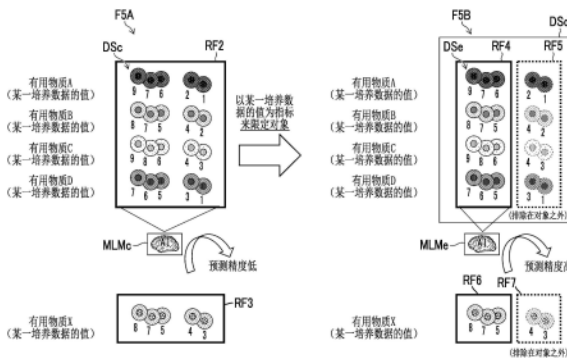 F5A
DSc
RF2
有用物质A
(某一培养数据的值)
9 7 6 2 1
有用物质B
(某一培养数据的值)
8 7 5 4 2
有用物质C
(某一培养数据的值)
9 8 6 4 3
有用物质D
(某一培养数据的值)
7 6 5 3 1
MLMc
AI
预测精度低
RF3
有用物质X
(某一培养数据的值)
8 7 5 4 3
以某一培养数
据的值为指标
来限定对象
F5B
DSc
DSe
RF4
RF5
有用物质A
(某一培养数据的值)
9 7 6 2 1
有用物质B
(某一培养数据的值)
8 7 5 4 2
有用物质C
(某一培养数据的值)
9 8 6 4 3
有用物质D
(某一培养数据的值)
7 6 5 3 1
(排除在对象之外)
MLMe
AI
预测精度高
RF6
RF7
有用物质X
(某一培养数据的值)
8 7 5 4 3
(排除在对象之外)